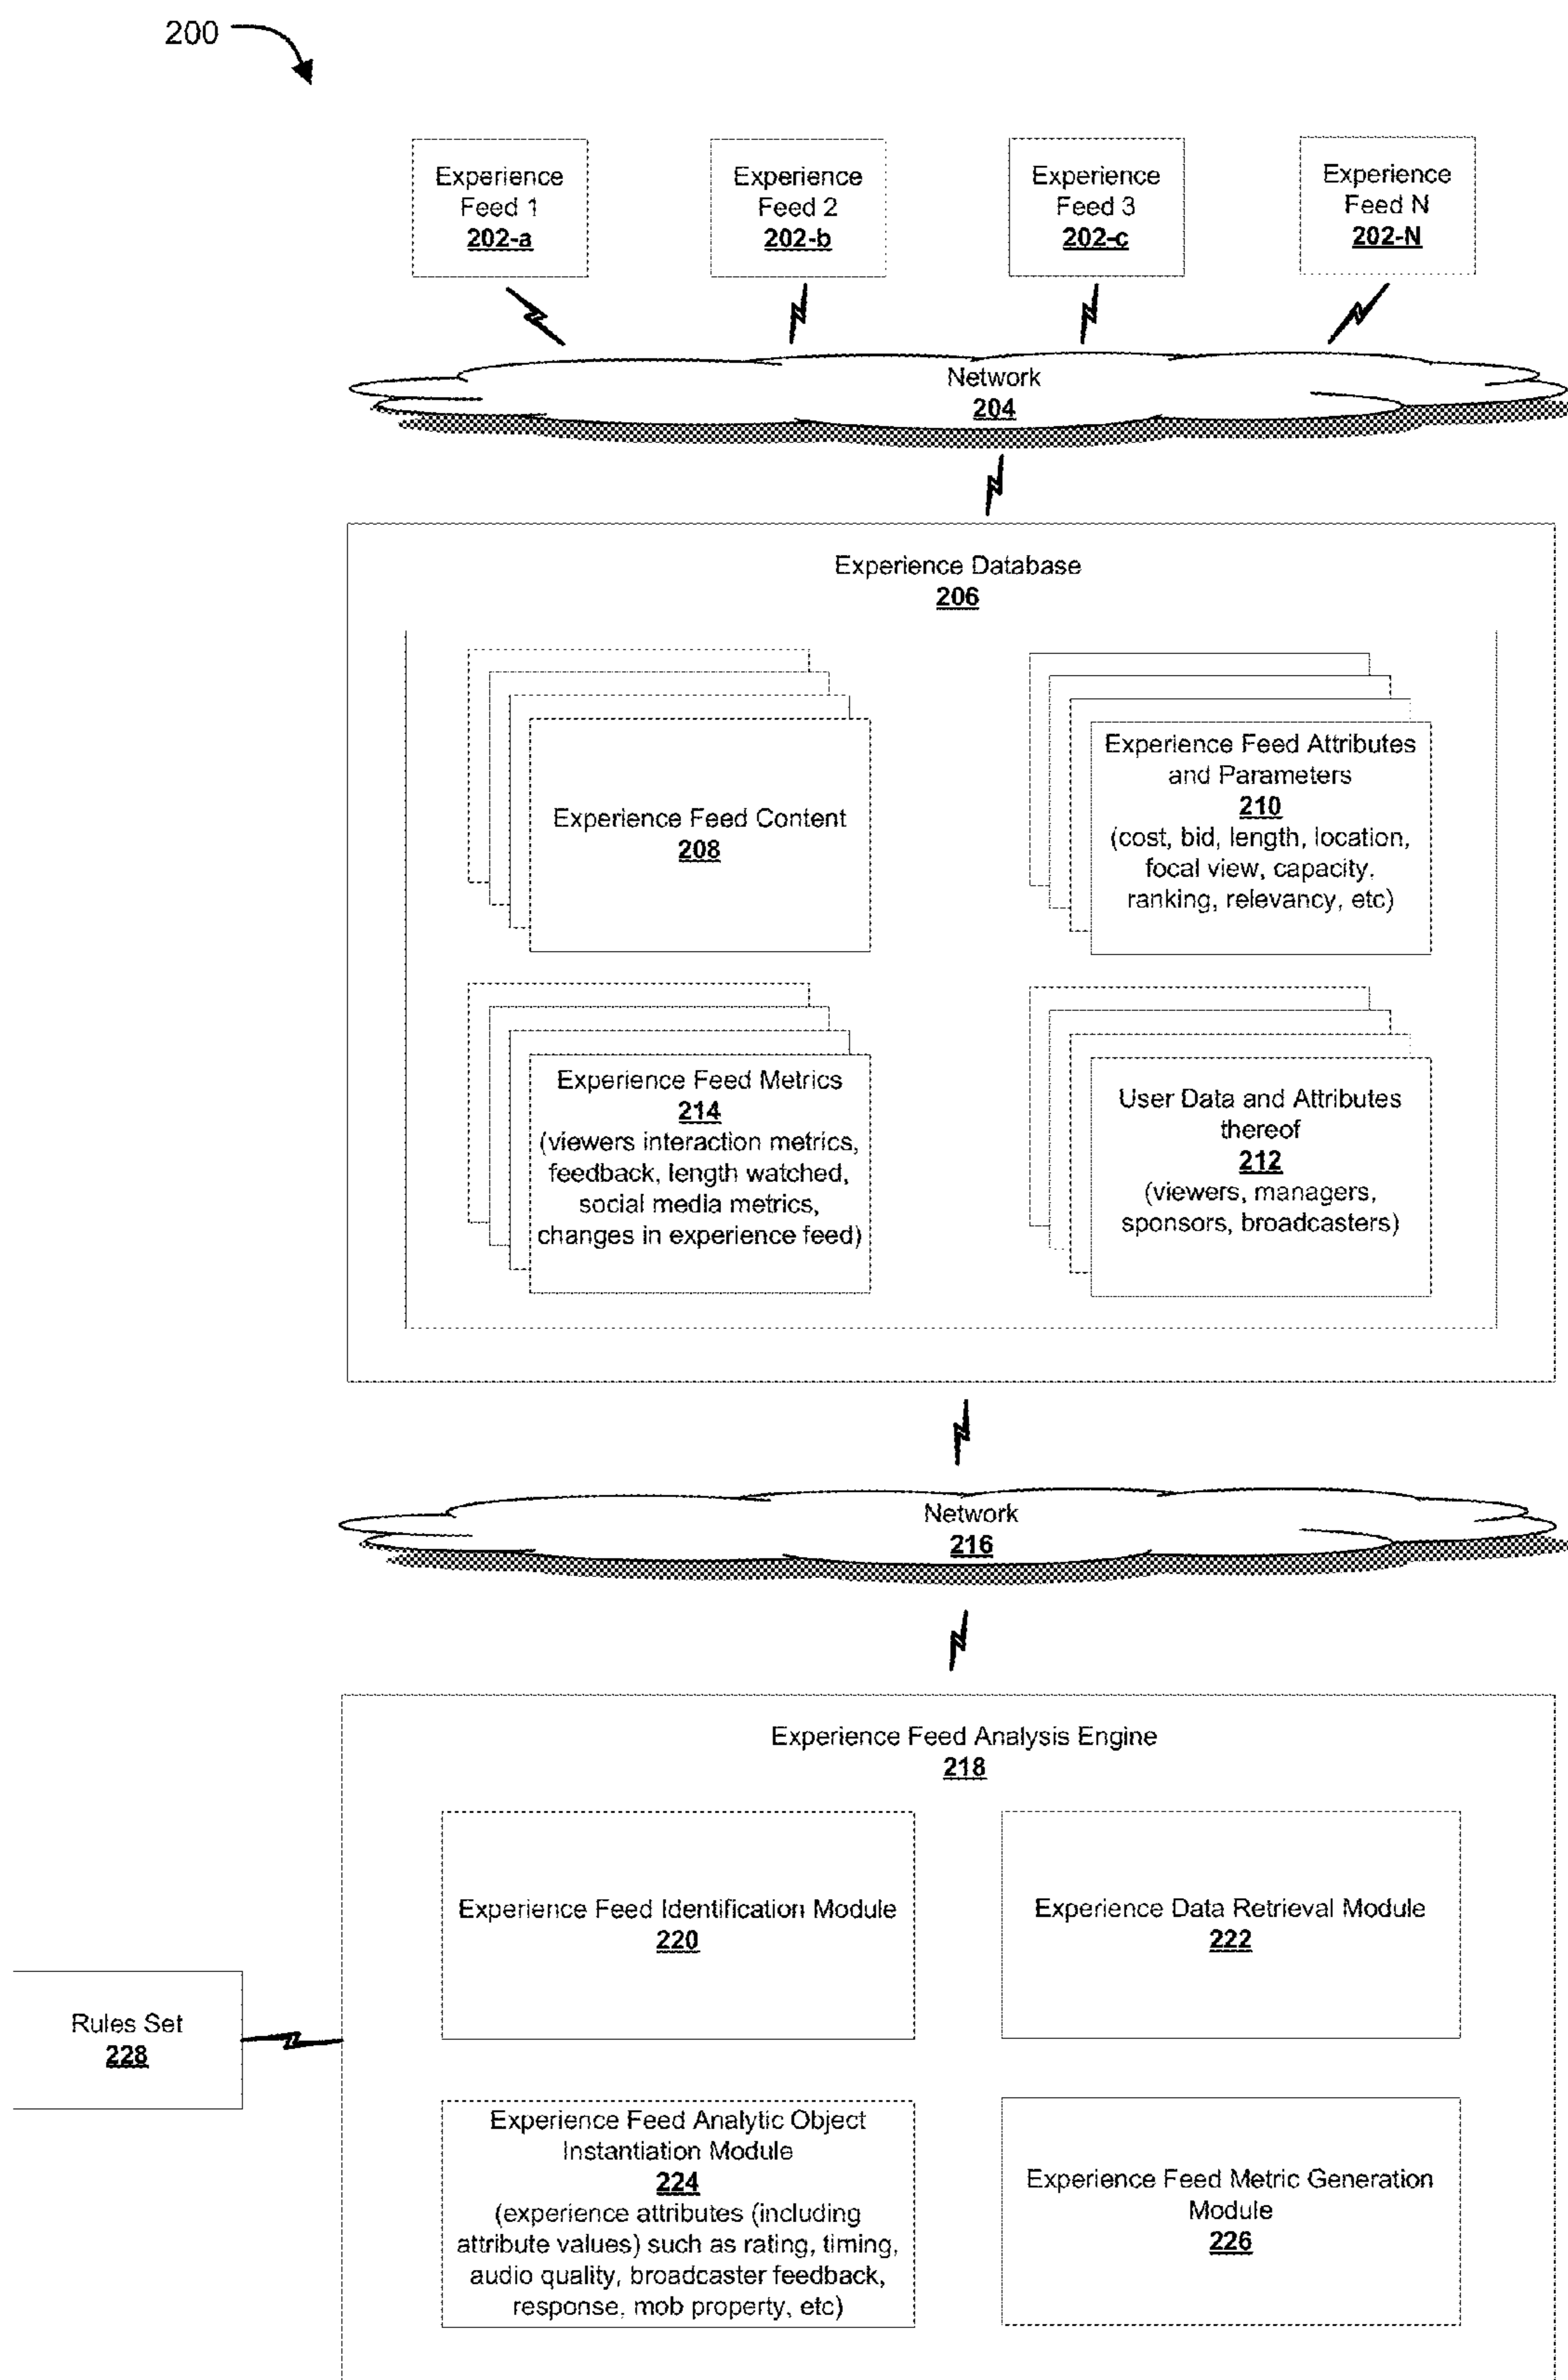 200
Experience
Feed 1
202-a
Experience
Feed 2
202-b
Experience
Feed 3
202-c
Experience
Feed N
202-N
Network
204
Experience Database
206
Experience Feed Content
208
Experience Feed Attributes
and Parameters
210
(cost, bid, length, location,
focal view, capacity,
ranking, relevancy, etc)
Experience Feed Metrics
214
(viewers interaction metrics,
feedback, length watched,
social media metrics,
changes in experience feed)
User Data and Attributes
thereof
212
(viewers, managers,
sponsors, broadcasters)
Network
216
Experience Feed Analysis Engine
218
Experience Feed Identification Module
220
Experience Data Retrieval Module
222
Rules Set
228
Experience Feed Analytic Object
Instantiation Module
224
(experience attributes (including
attribute values) such as rating, timing,
audio quality, broadcaster feedback,
response, mob property, etc)
Experience Feed Metric Generation
Module
226